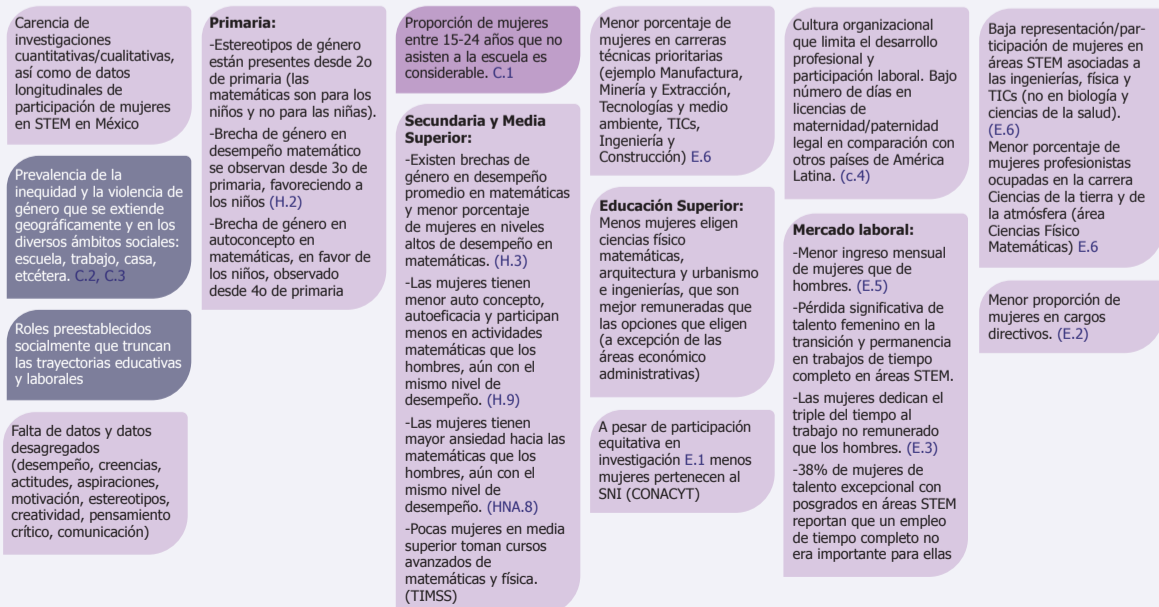 Carencia de
investigaciones
cuantitativas/cualitativas,
así como de datos
longitudinales de
participación de mujeres
en STEM en México
Prevalencia de la
inequidad y la violencia de
género que se extiende
geográficamente y en los
diversos ámbitos sociales:
escuela, trabajo, casa,
etcétera. C.2, C.3
Roles preestablecidos
socialmente que truncan
las trayectorias educativas
y laborales
Falta de datos y datos
desagregados
(desempeño, creencias,
actitudes, aspiraciones,
motivación, estereotipos,
creatividad, pensamiento
crítico, comunicación)
Primaria:
-Estereotipos de género
están presentes desde 2o
de primaria (las
matemáticas son para los
niños y no para las niñas).
-Brecha de género en
desempeño matemático
se observan desde 3o de
primaria, favoreciendo a
los niños (H.2)
-Brecha de género en
autoconcepto en
matemáticas, en favor de
los niños, observado
desde 4o de primaria
Proporción de mujeres
entre 15-24 años que no
asisten a la escuela es
considerable. C.1
Secundaria y Media
Superior:
-Existen brechas de
género en desempeño
promedio en matemáticas
y menor porcentaje
de mujeres en niveles
altos de desempeño en
matemáticas. (H.3)
-Las mujeres tienen
menor auto concepto,
autoeficacia y participan
menos en actividades
matemáticas que los
hombres, aún con el
mismo nivel de
desempeño. (H.9)
-Las mujeres tienen
mayor ansiedad hacia las
matemáticas que los
hombres, aún con el
mismo nivel de
desempeño. (HNA.8)
-Pocas mujeres en media
superior toman cursos
avanzados de
matemáticas y física.
(TIMSS)
Menor porcentaje de
mujeres en carreras
técnicas prioritarias
(ejemplo Manufactura,
Minería y Extracción,
Tecnologías y medio
ambiente, TICs,
Ingeniería y
Construcción) E.6
Educación Superior:
Menos mujeres eligen
ciencias físico
matemáticas,
arquitectura y urbanismo
e ingenierías, que son
mejor remuneradas que
las opciones que eligen
(a excepción de las
áreas económico
administrativas)
A pesar de participación
equitativa en
investigación E.1 menos
mujeres pertenecen al
SNI (CONACYT)
Cultura organizacional
que limita el desarrollo
profesional y
participación laboral. Bajo
número de días en
licencias de
maternidad/paternidad
legal en comparación con
otros países de América
Latina. (c.4)
Mercado laboral:
-Menor ingreso mensual
de mujeres que de
hombres. (E.5)
-Pérdida significativa de
talento femenino en la
transición y permanencia
en trabajos de tiempo
completo en áreas STEM.
-Las mujeres dedican el
triple del tiempo al
trabajo no remunerado
que los hombres. (E.3)
-38% de mujeres de
talento excepcional con
posgrados en áreas STEM
reportan que un empleo
de tiempo completo no
era importante para ellas
Baja representación/par-
ticipación de mujeres en
áreas STEM asociadas a
las ingenierías, física y
TICs (no en biología y
ciencias de la salud).
(E.6)
Menor porcentaje de
mujeres profesionistas
ocupadas en la carrera
Ciencias de la tierra y de
la atmósfera (área
Ciencias Físico
Matemáticas) E.6
Menor proporción de
mujeres en cargos
directivos. (E.2)